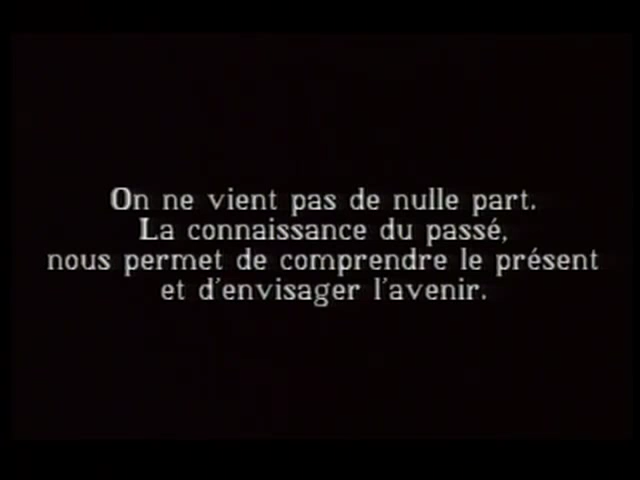 On ne vient pas de nulle part.
La connaissance du passé,
nous permet de comprendre le présent
et d'envisager l'avenir.